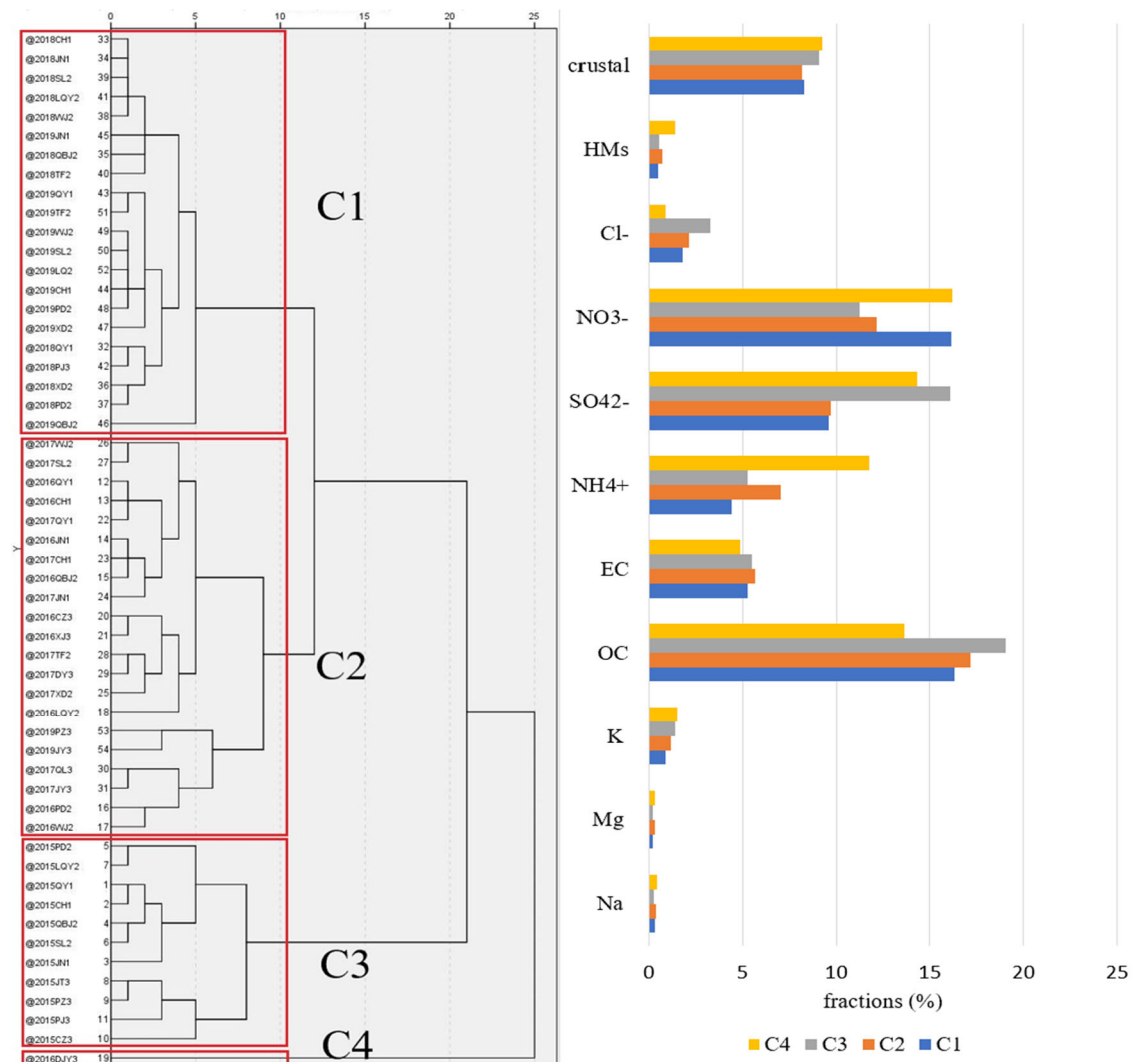 0 5 10 15 20 25
@2018CH1 33
@2018JN1 34
@2018SL2 39
@2018LQY2 41
@2018WJ2 38
@2019JN1 45
@2018QBJ2 35
@2018TF2 40
@2019QY1 43
@2019TF2 51
@2019WJ2 49
@2019SL2 50
@2019LQ2 52
@2019CH1 44
@2019PD2 48
@2019XD2 47
@2018QY1 32
@2018PJ3 42
@2018XD2 36
@2018PD2 37
@2019QBJ2 46
C1
@2017WJ2 26
@2017SL2 27
@2016QY1 12
@2016CH1 13
@2017QY1 22
@2016JN1 14
@2017CH1 23
@2016QBJ2 15
@2017JN1 24
@2016CZ3 20
@2016XJ3 21
@2017TF2 28
@2017DY3 29
@2017XD2 25
@2016LQY2 18
@2019PZ3 53
@2019JY3 54
@2017QL3 30
@2017JY3 31
@2016PD2 16
@2016WJ2 17
C2
Y
@2015PD2 5
@2015LQY2 7
@2015QY1 1
@2015CH1 2
@2015QBJ2 4
@2015SL2 6
@2015JN1 3
@2015JT3 8
@2015PZ3 9
@2015PJ3 11
@2015CZ3 10
C3
@2016DJY3 19
C4
crustal
HMs
Cl-
NO3-
SO42-
NH4+
EC
OC
K
Mg
Na
0 5 10 15 20 25
fractions (%)
C4 C3 C2 C1